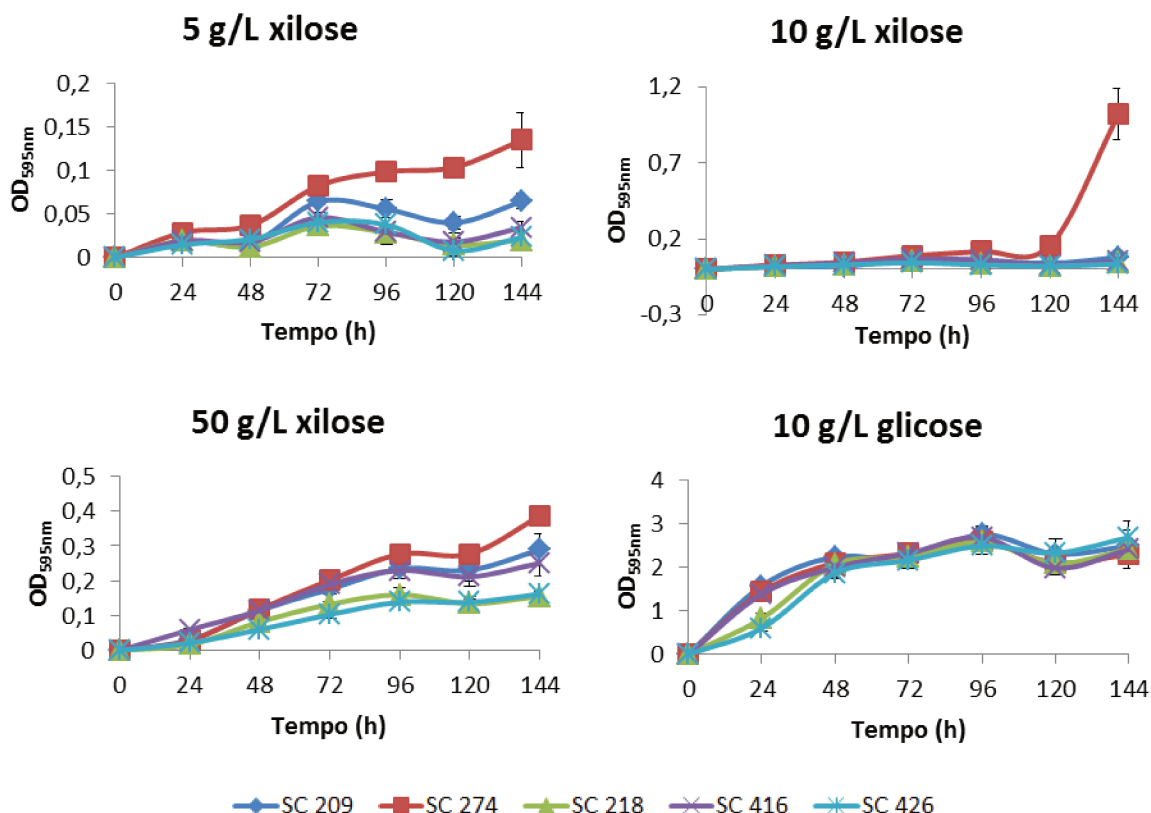 5 g/L xilose
OD595nm
0,2
0,15
0,1
0,05
0
0 24 48 72 96 120 144
Tempo (h)
10 g/L xilose
OD595nm
1,2
0,7
0,2
-0,3
0 24 48 72 96 120 144
Tempo (h)
50 g/L xilose
OD595nm
0,5
0,4
0,3
0,2
0,1
0
0 24 48 72 96 120 144
Tempo (h)
10 g/L glicose
OD595nm
4
3
2
1
0
0 24 48 72 96 120 144
Tempo (h)
SC 209 SC 274 SC 218 SC 416 SC 426